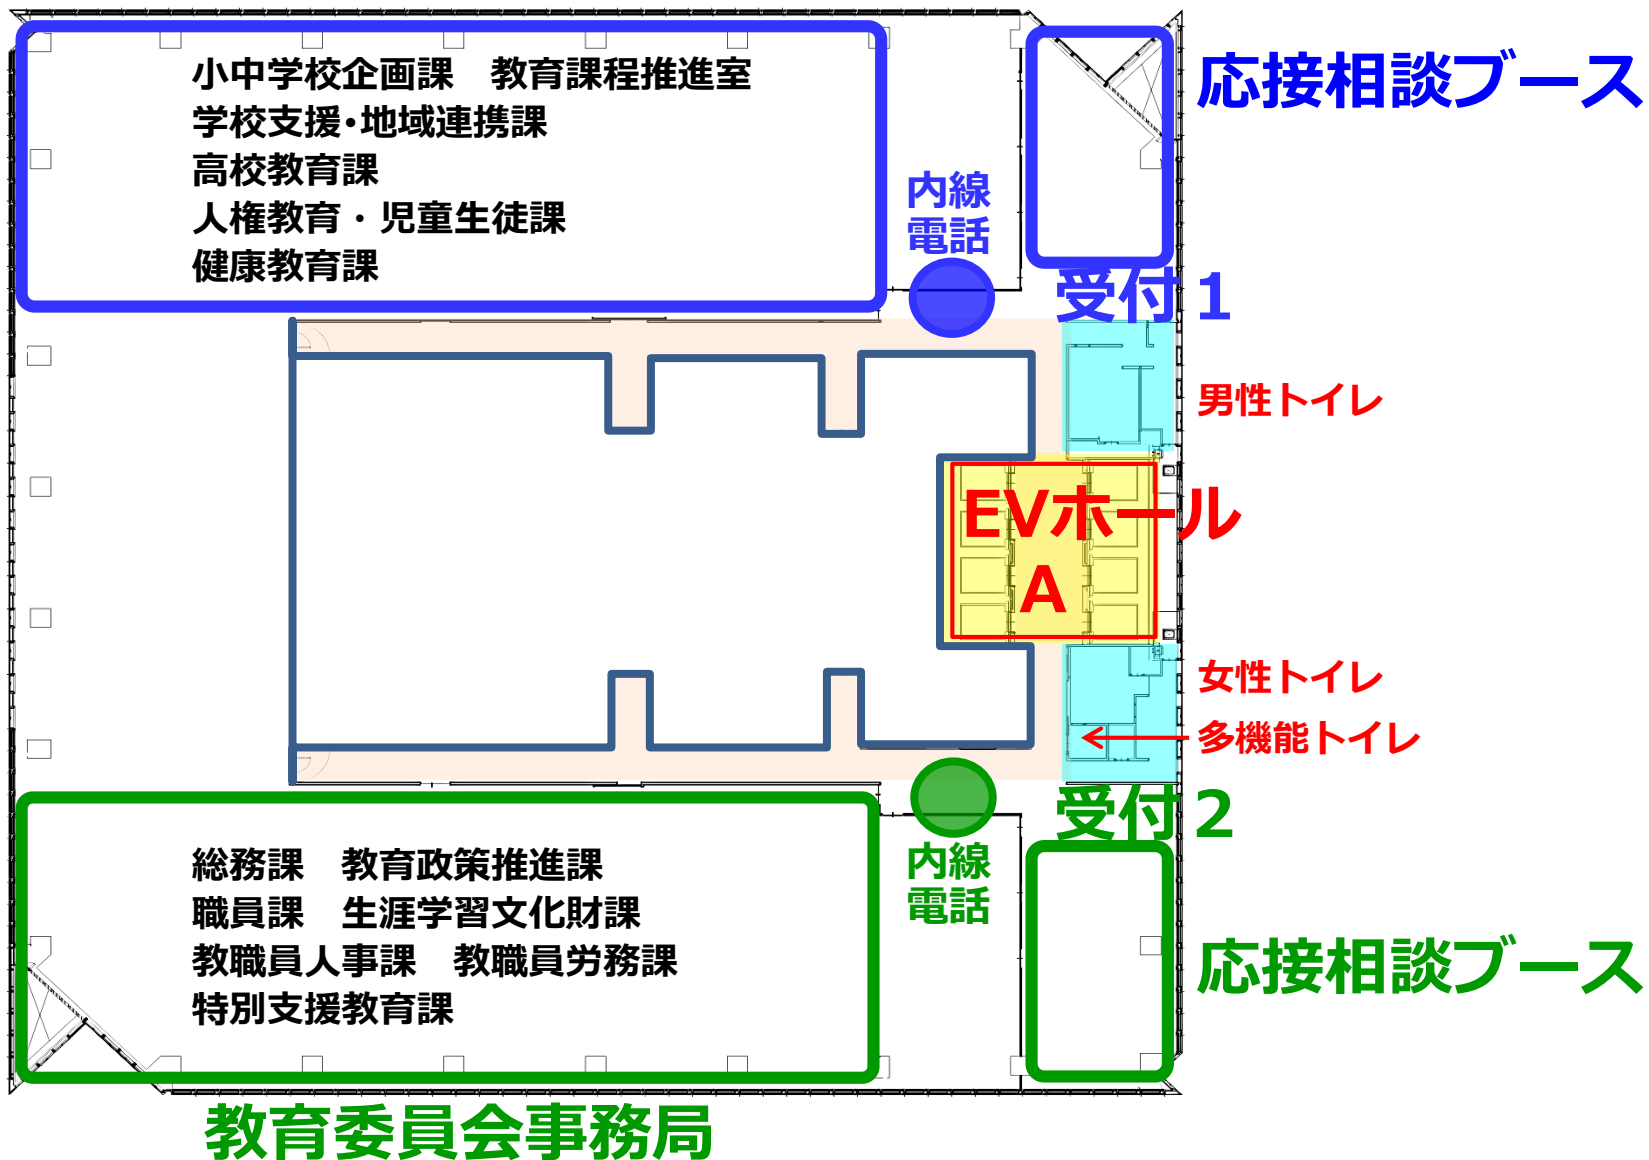 小中学校企画課　教育課程推進室
学校支援・地域連携課
高校教育課
人権教育・児童生徒課
健康教育課
応接相談ブース
内線
電話
受付１
男性トイレ
EVホール
A
女性トイレ
多機能トイレ
受付２
内線
電話
総務課　教育政策推進課
職員課　生涯学習文化財課
教職員人事課　教職員労務課
特別支援教育課
応接相談ブース
教育委員会事務局